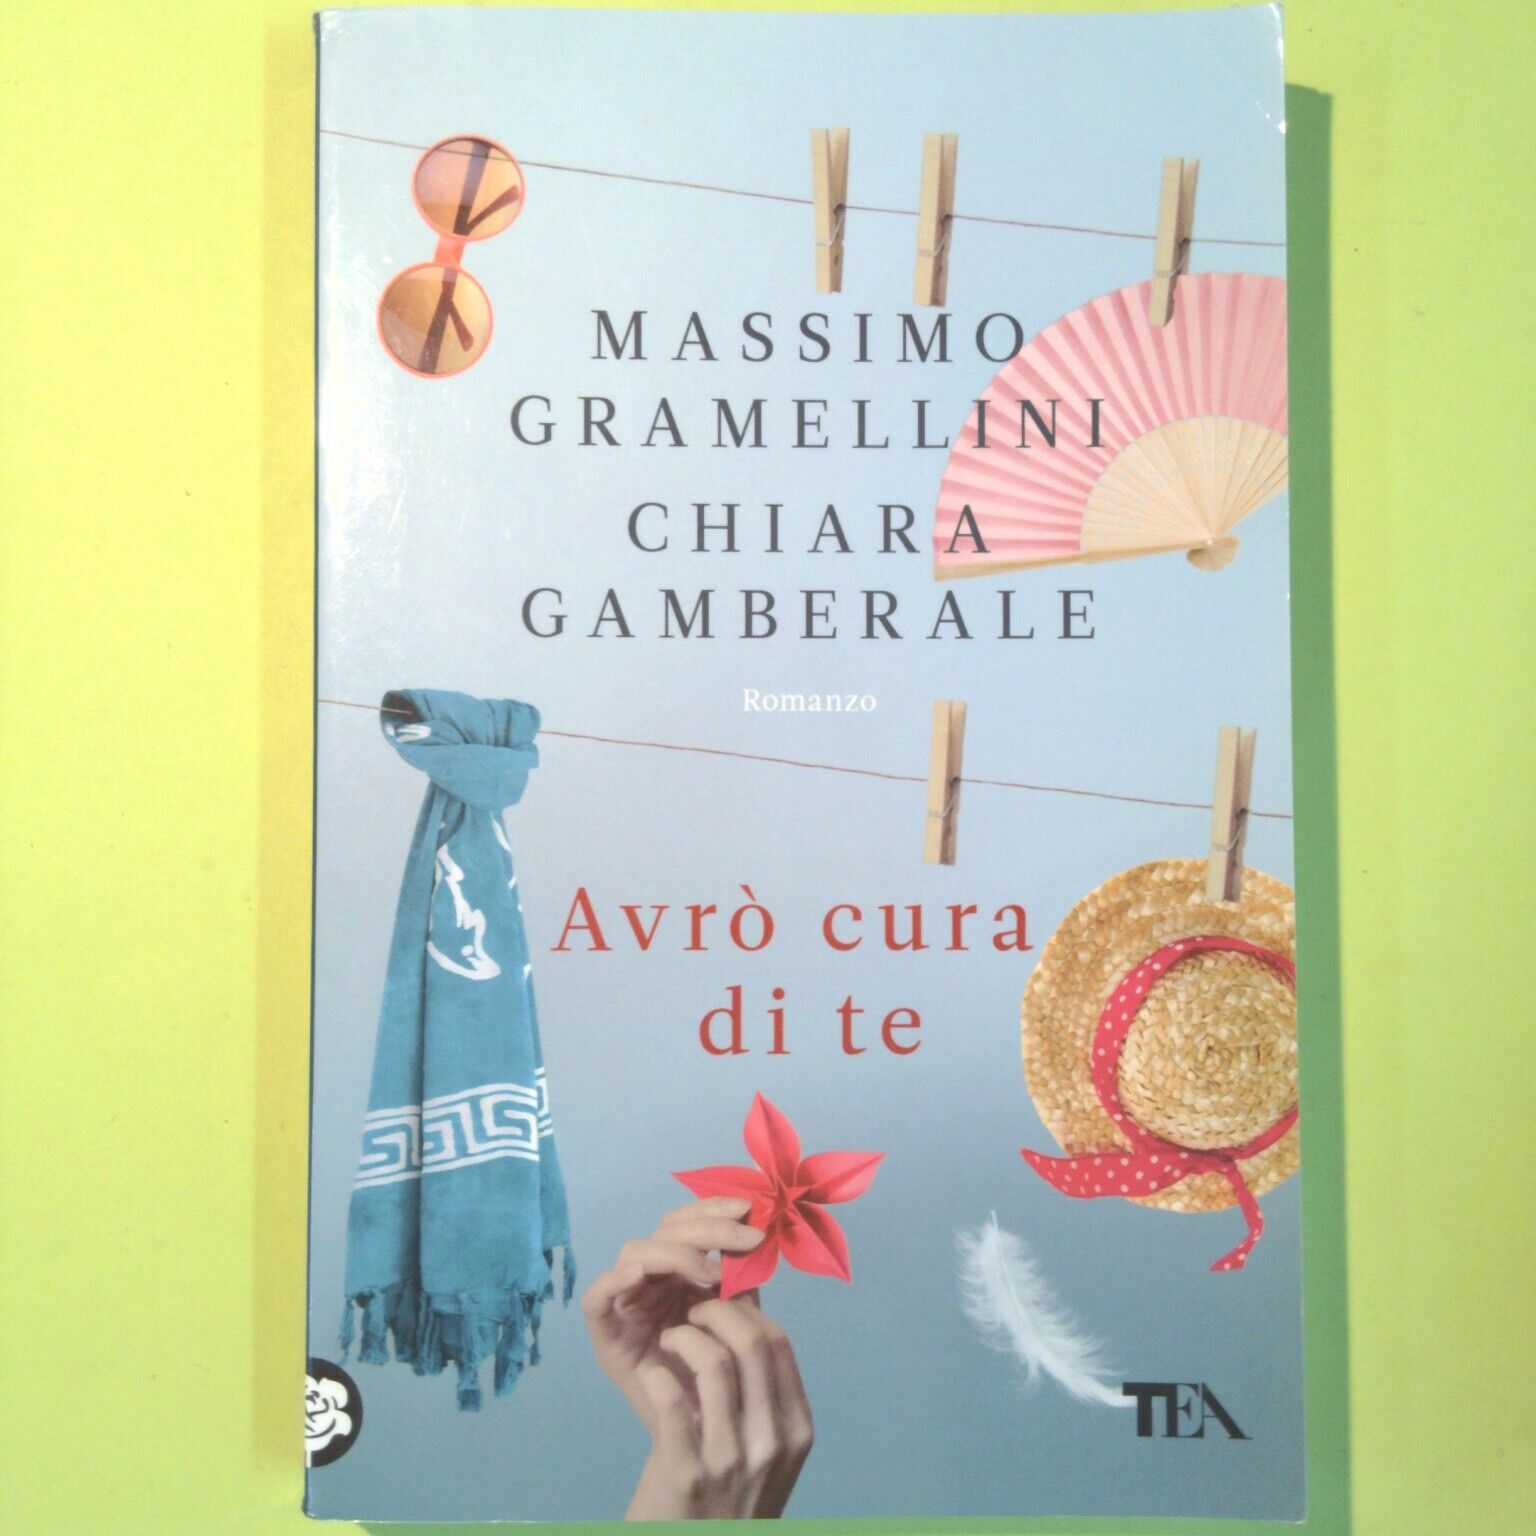 MASSIMO
GRAMELLINI
CHIARA
GAMBERALE
Romanzo
Avrò cura
di te
TEA